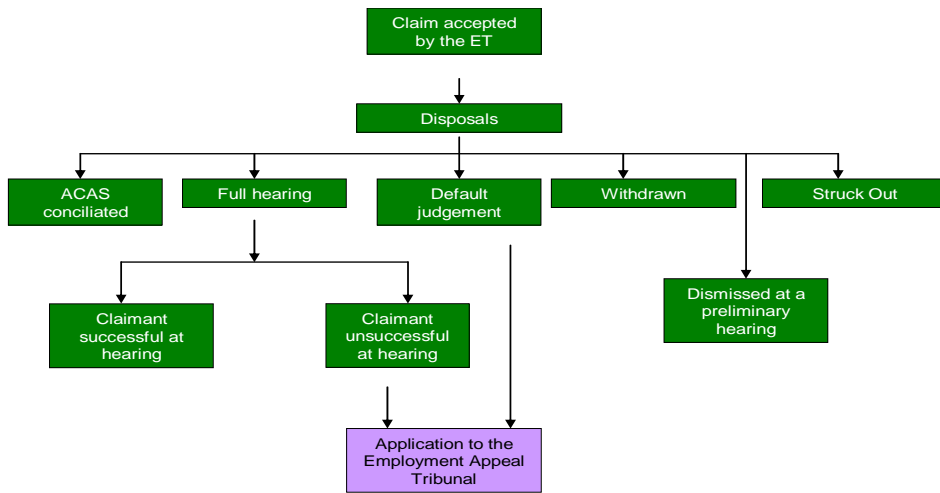 Claim accepted
by the ET
Disposals
ACAS
conciliated
Full hearing
Default
judgement
Withdrawn
Struck Out
Claimant
successful at
hearing
Claimant
unsuccessful
at hearing
Dismissed at a
preliminary
hearing
Application to the
Employment Appeal
Tribunal